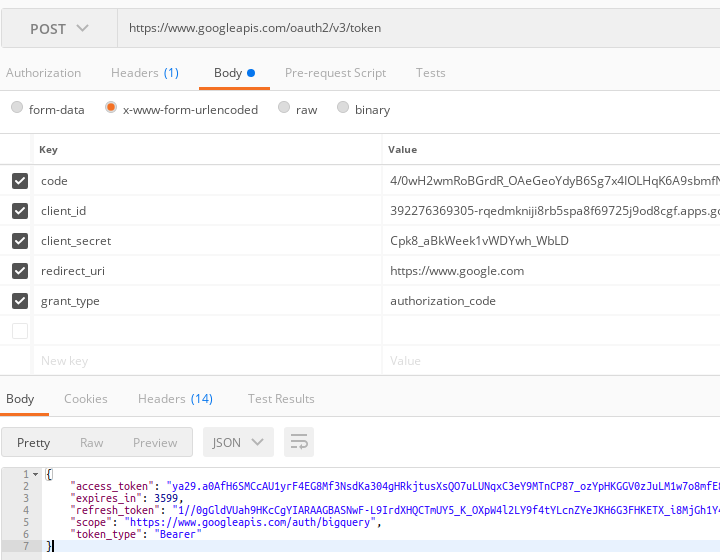 POST https://www.googleapis.com/oauth2/v3/token
Authorization Headers (1) Body Pre-request Script Tests
form-data x-www-form-urlencoded raw binary
Key Value
code 4/0wH2wmRoBGrdR_OAeGeoYdyB6Sg7x4lOLHqK6A9sbmfN
client_id 392276369305-rqedmkniji8rb5spa8f69725j9od8cgf.apps.go
client_secret Cpk8_aBkWeek1vWDYwh_WbLD
redirect_uri https://www.google.com
grant_type authorization_code
New key Value
Body Cookies Headers (14) Test Results
Pretty Raw Preview JSON
1 {
2 "access_token": "ya29.a0AfH6SMCcAU1yrF4EG8Mf3NsdKa304gHRkjtusXsQO7uLUNqxC3eY9MTnCP87_ozYpHKGGV0zJuLM1w7o8mfE8
3 "expires_in": 3599,
4 "refresh_token": "1//0gGldVUah9HKcCgYIARAAGBASNwF-L9IrdXHQCTmUY5_K_OXpW4l2LY9f4tYLcnZYeJKH6G3FHKETX_i8MjGh1Y4
5 "scope": "https://www.googleapis.com/auth/bigquery",
6 "token_type": "Bearer"
7 }